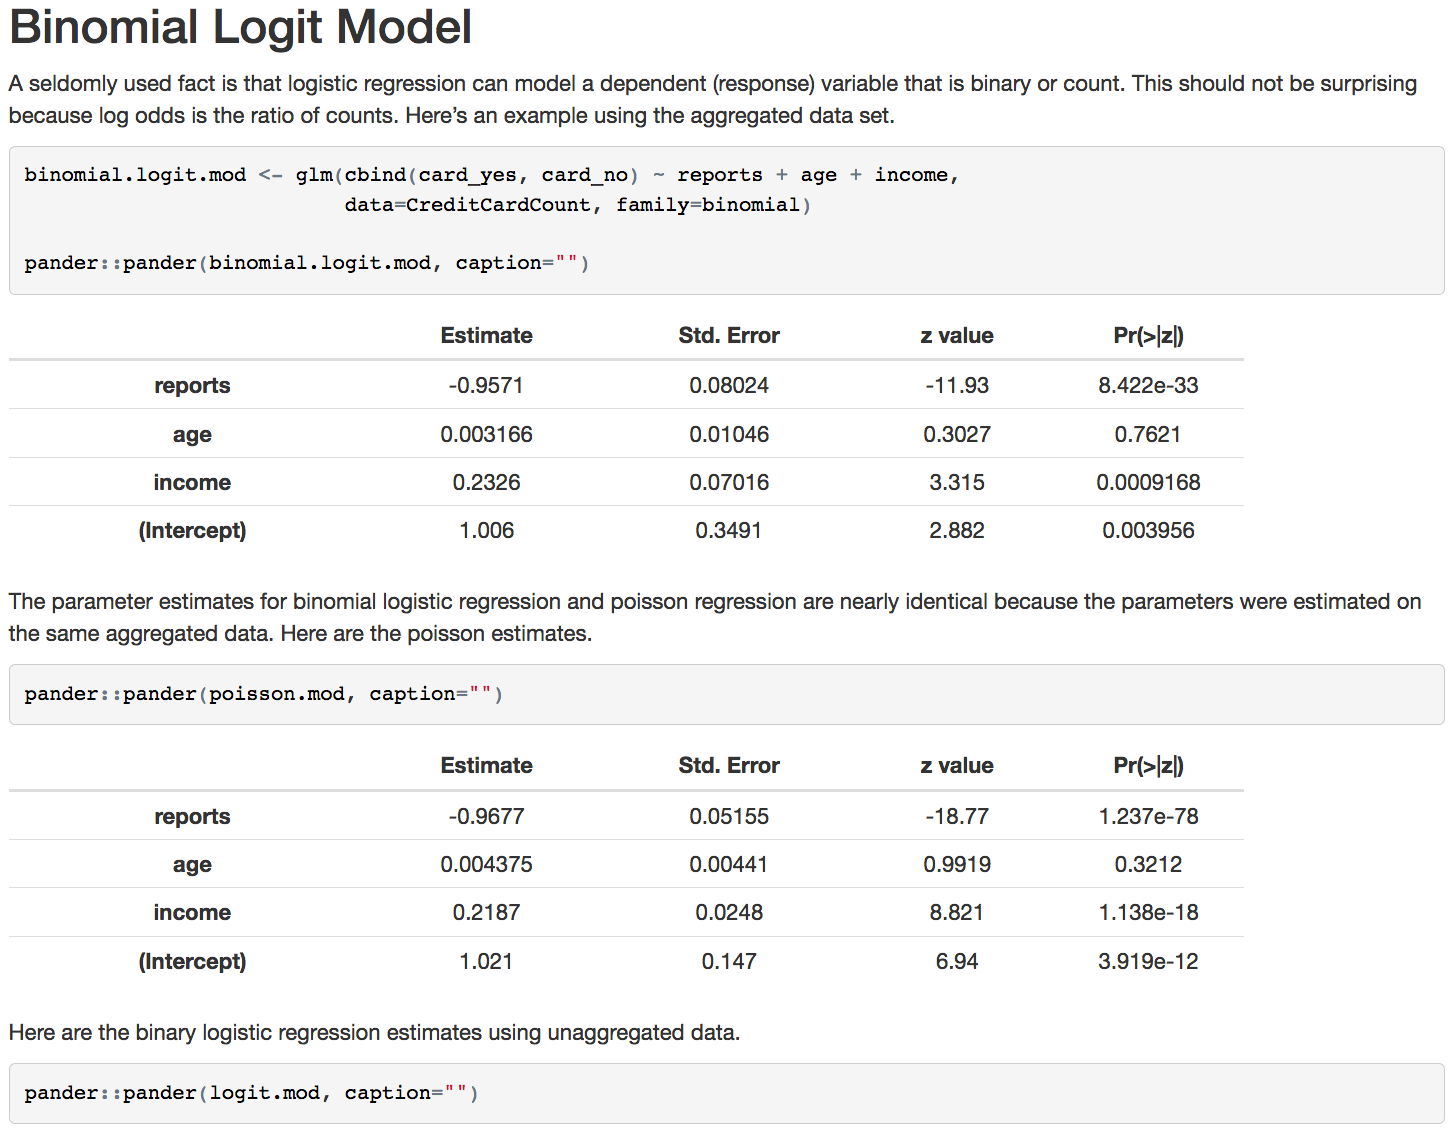 Binomial Logit Model
A seldomly used fact is that logistic regression can model a dependent (response) variable that is binary or count. This should not be surprising
because log odds is the ratio of counts. Here’s an example using the aggregated data set.
binomial.logit.mod <- glm(cbind(card_yes, card_no) ~ reports + age + income,
data=CreditCardCount, family=binomial)
pander::pander(binomial.logit.mod, caption="")
Estimate Std. Error z value Pr(>|z|)
reports -0.9571 0.08024 -11.93 8.422e-33
age 0.003166 0.01046 0.3027 0.7621
income 0.2326 0.07016 3.315 0.0009168
(Intercept) 1.006 0.3491 2.882 0.003956
The parameter estimates for binomial logistic regression and poisson regression are nearly identical because the parameters were estimated on
the same aggregated data. Here are the poisson estimates.
pander::pander(poisson.mod, caption="")
Estimate Std. Error z value Pr(>|z|)
reports -0.9677 0.05155 -18.77 1.237e-78
age 0.004375 0.00441 0.9919 0.3212
income 0.2187 0.0248 8.821 1.138e-18
(Intercept) 1.021 0.147 6.94 3.919e-12
Here are the binary logistic regression estimates using unaggregated data.
pander::pander(logit.mod, caption="")